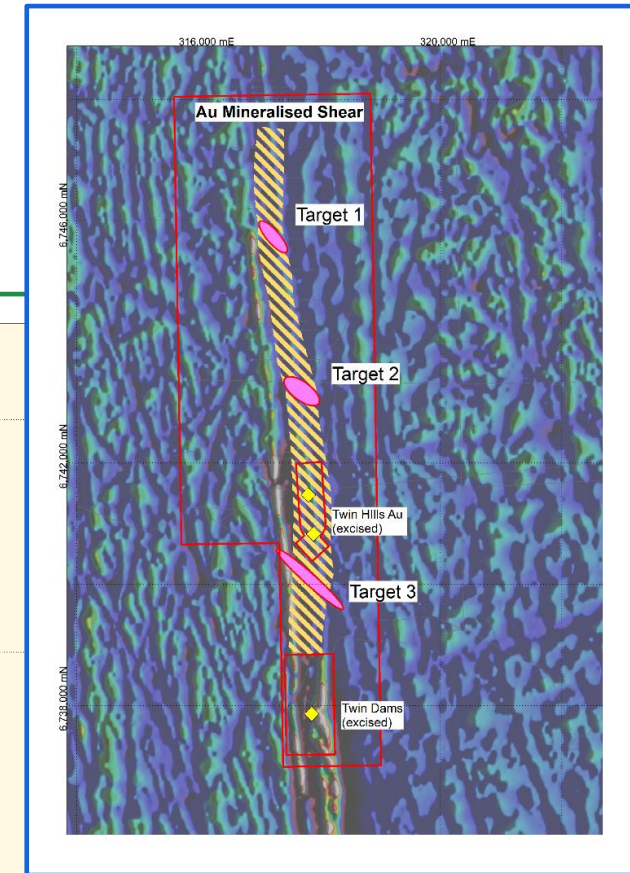 316,000 mE
320,000 mE
Au Mineralised Shear
6,746,000 mN
Target 1
Target 2
6,742,000 mN
Twin HIlls Au
(excised)
Target 3
6,738,000 mN
Twin Dams
(excised)